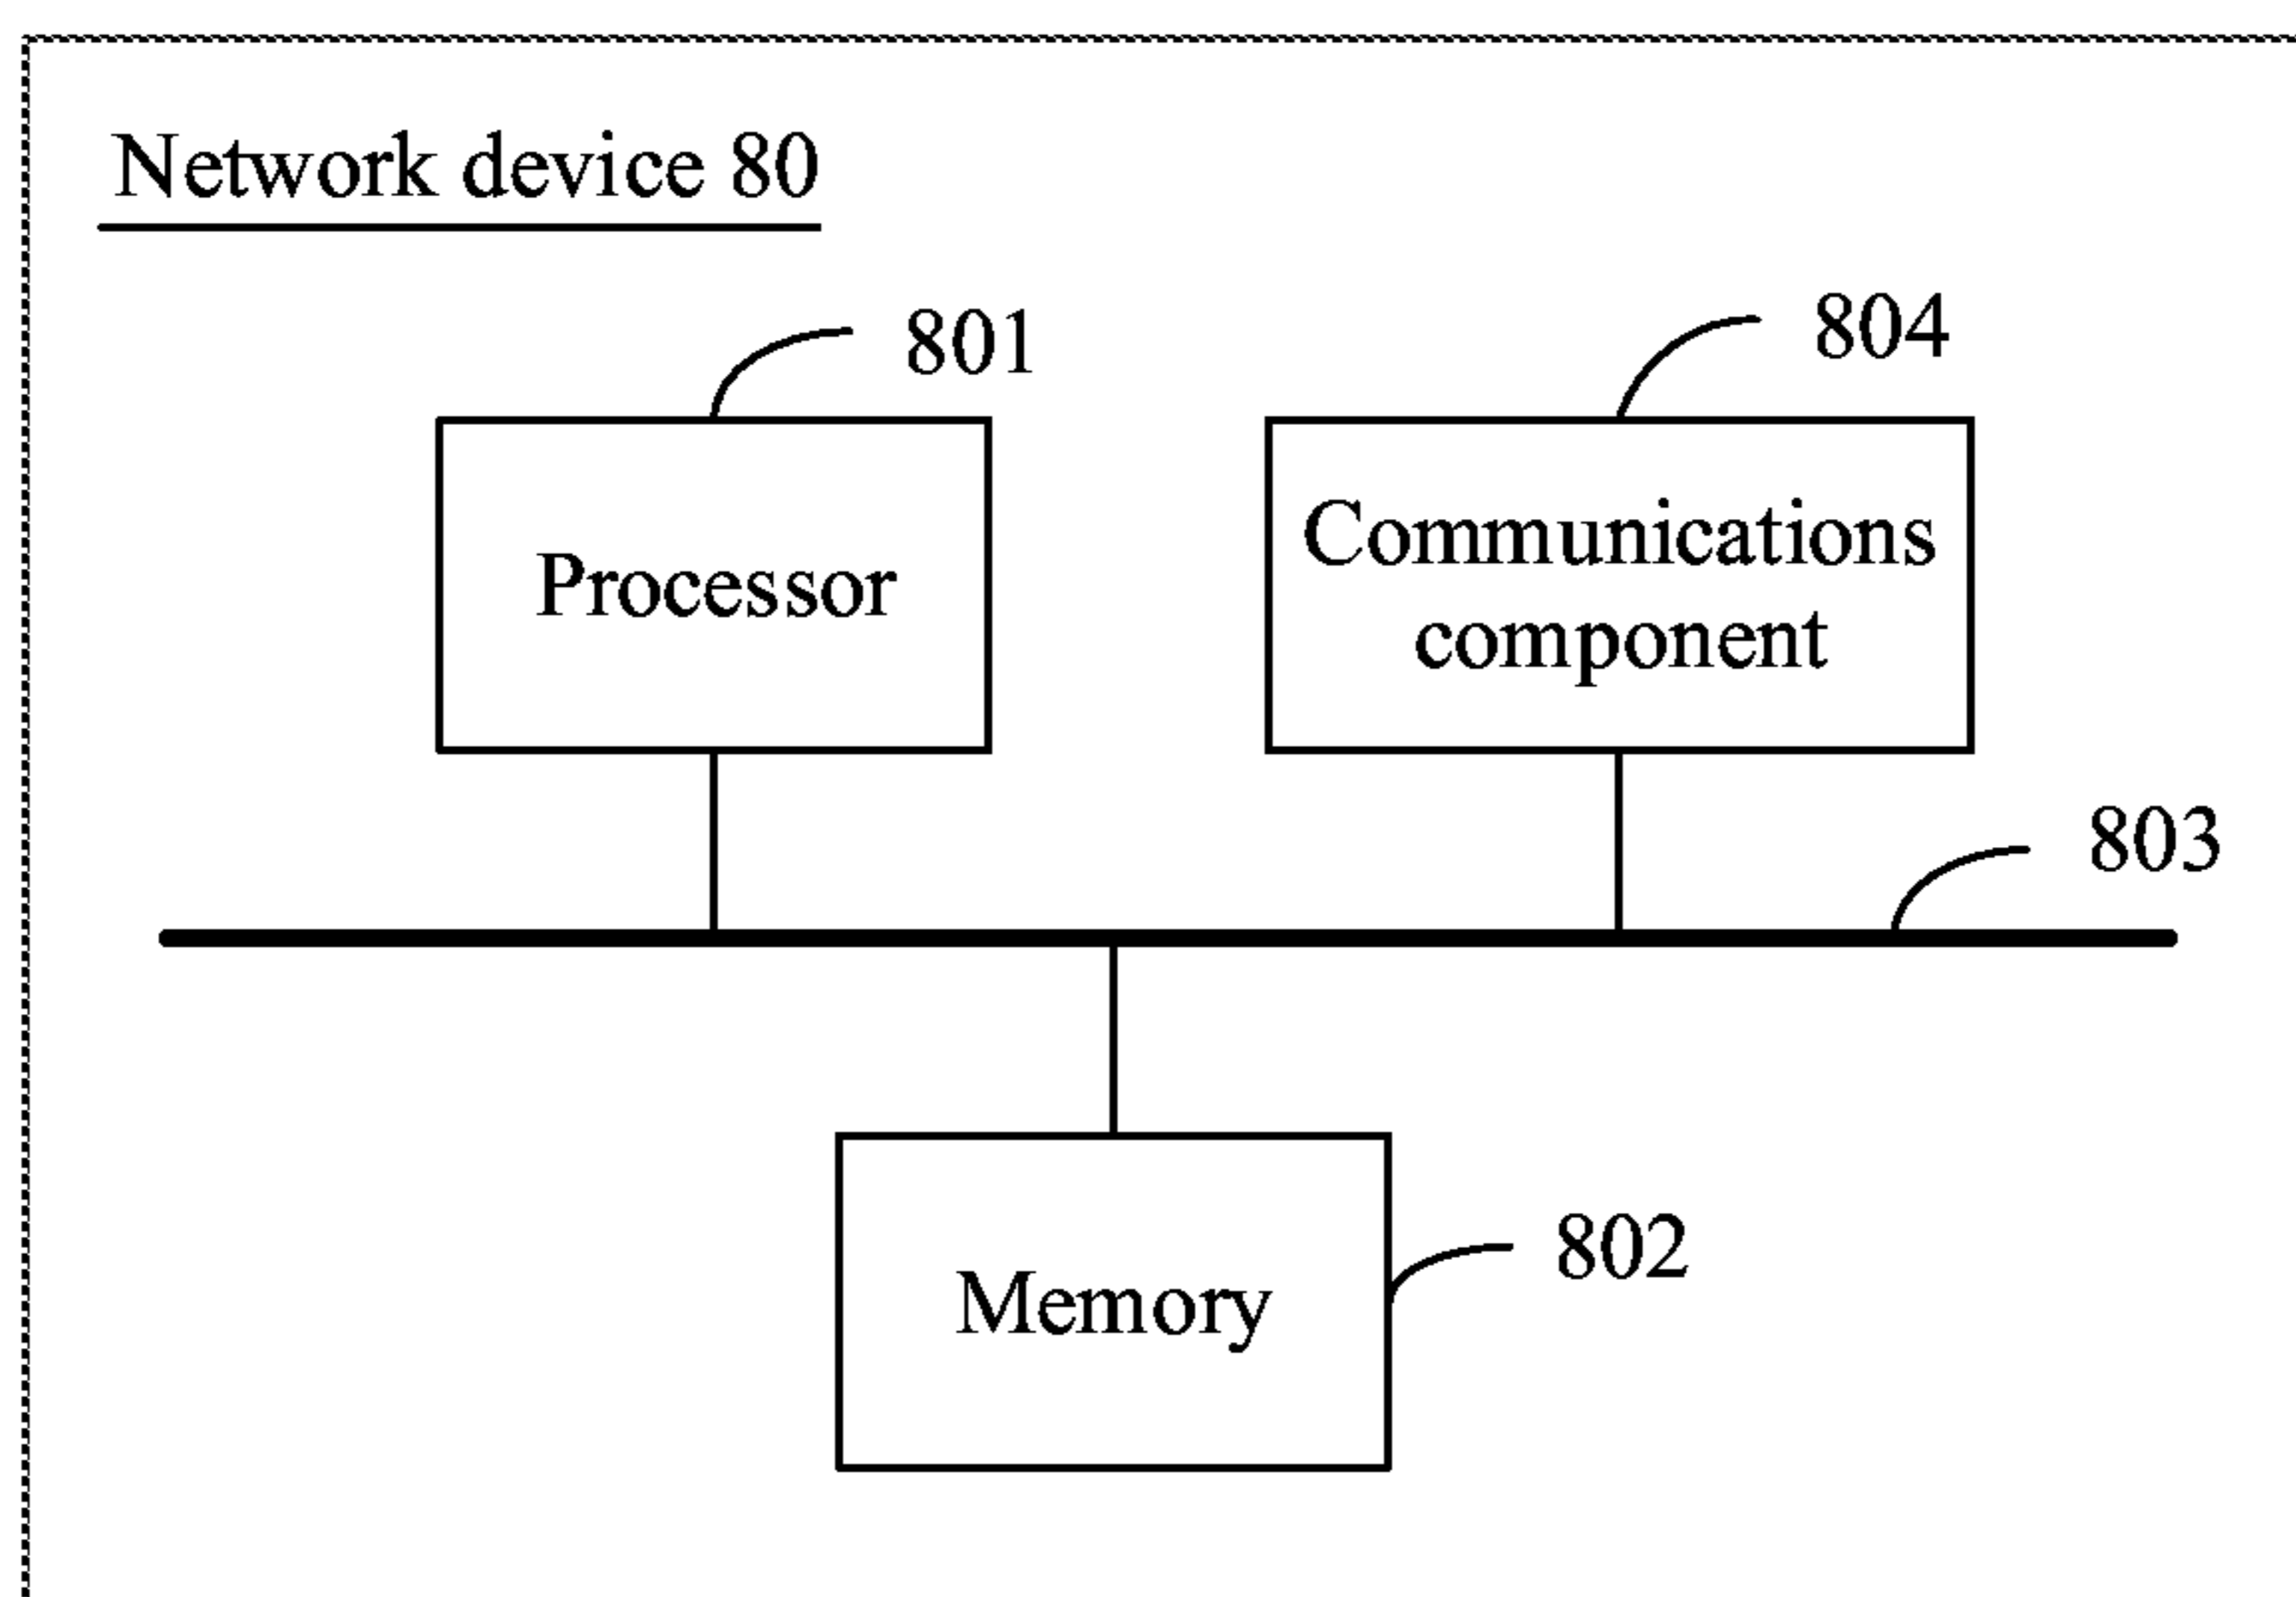 Network device 80
801
804
Processor
Communications
component
803
802
Memory